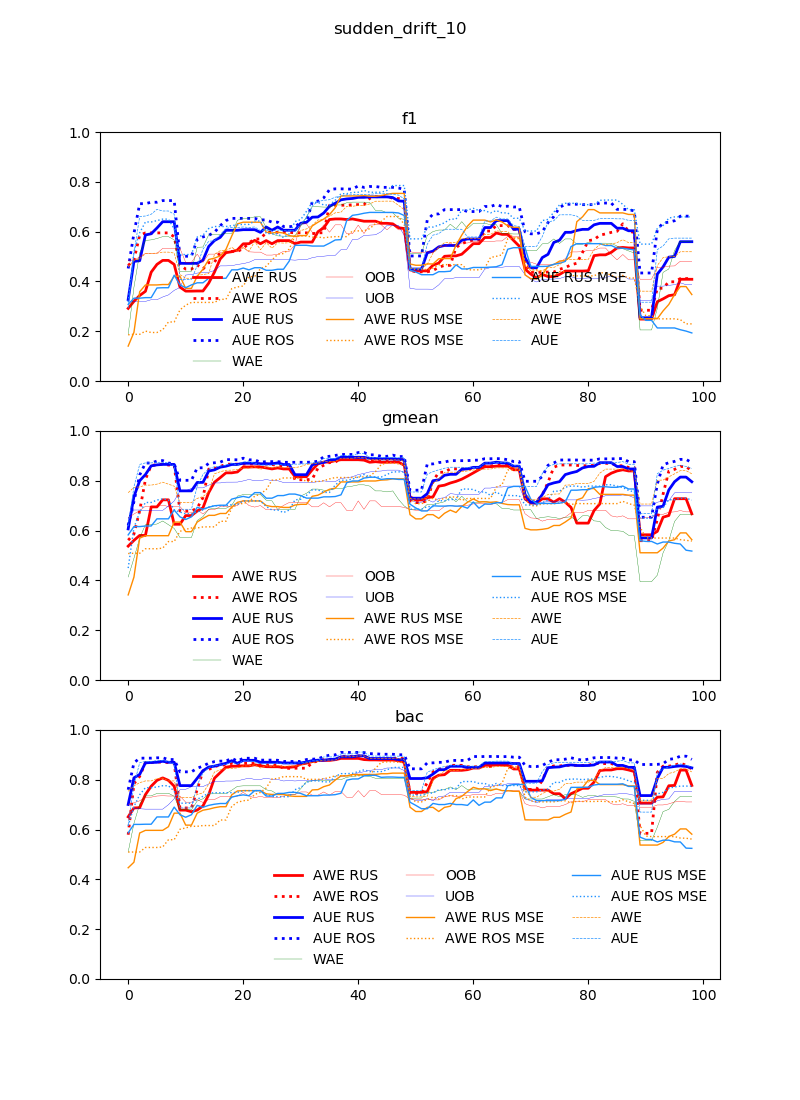 sudden_drift_10
f1
1.0
0.8
0.6
0.4
0.2
0.0
AWE RUS OOB AUE RUS MSE
AWE ROS UOB AUE ROS MSE
AUE RUS AWE RUS MSE AWE
AUE ROS AWE ROS MSE AUE
WAE
0 20 40 60 80 100
gmean
1.0
0.8
0.6
0.4
0.2
0.0
AWE RUS OOB AUE RUS MSE
AWE ROS UOB AUE ROS MSE
AUE RUS AWE RUS MSE AWE
AUE ROS AWE ROS MSE AUE
WAE
0 20 40 60 80 100
bac
1.0
0.8
0.6
0.4
0.2
0.0
AWE RUS OOB AUE RUS MSE
AWE ROS UOB AUE ROS MSE
AUE RUS AWE RUS MSE AWE
AUE ROS AWE ROS MSE AUE
WAE
0 20 40 60 80 100